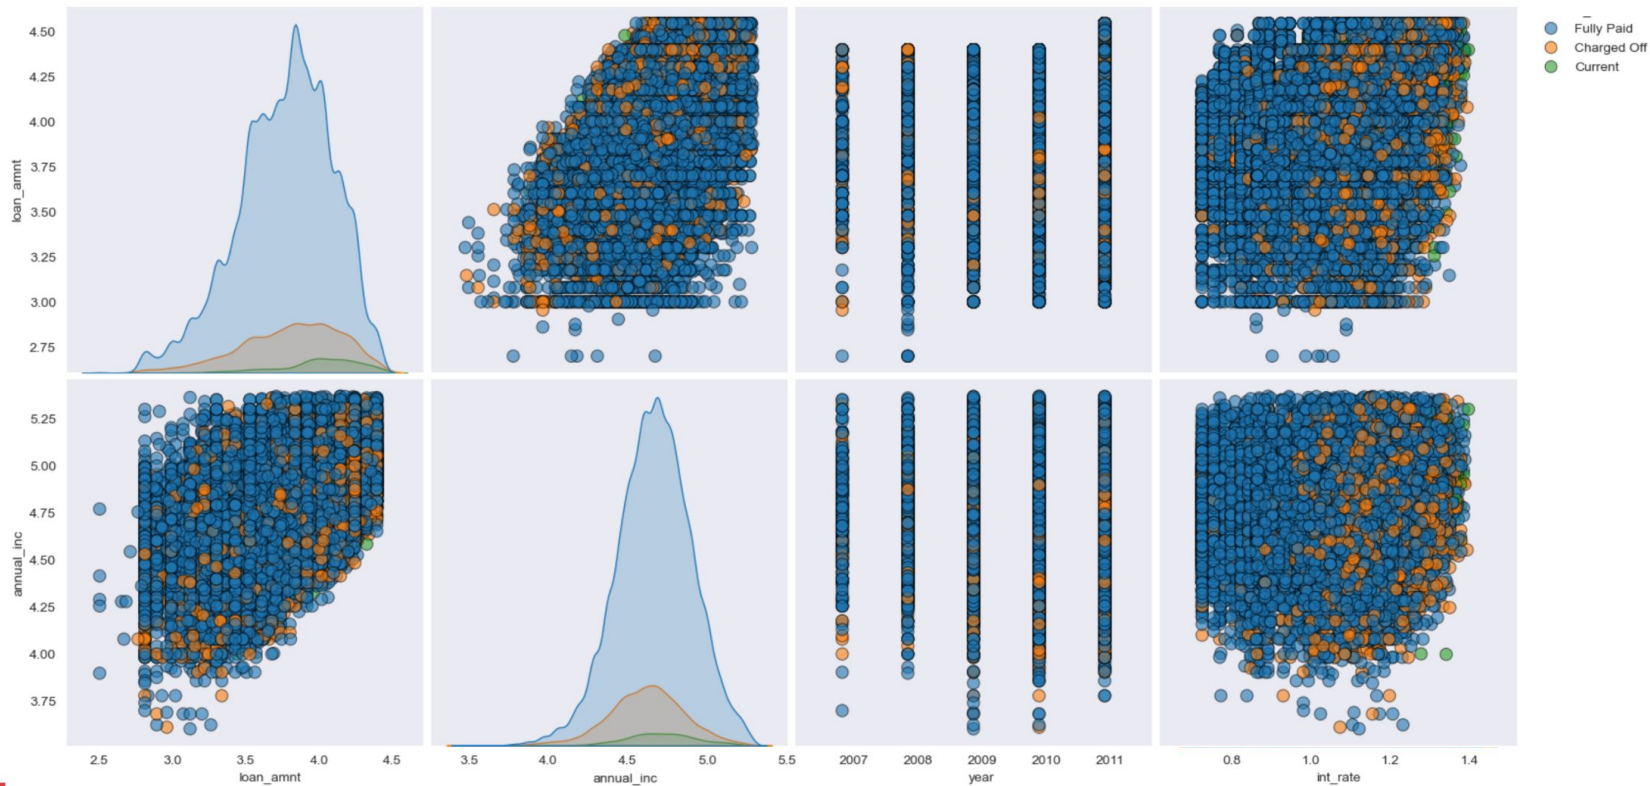 _
Fully Paid
Charged Off
Current
4.50
4.25
4.00
3.75
3.50
3.25
3.00
2.75
loan_amnt
5.25
5.00
4.75
4.50
4.25
4.00
3.75
annual_inc
2.5 3.0 3.5 4.0 4.5
loan_amnt
3.5 4.0 4.5 5.0 5.5
annual_inc
2007 2008 2009 2010 2011
year
0.8 1.0 1.2 1.4
int_rate